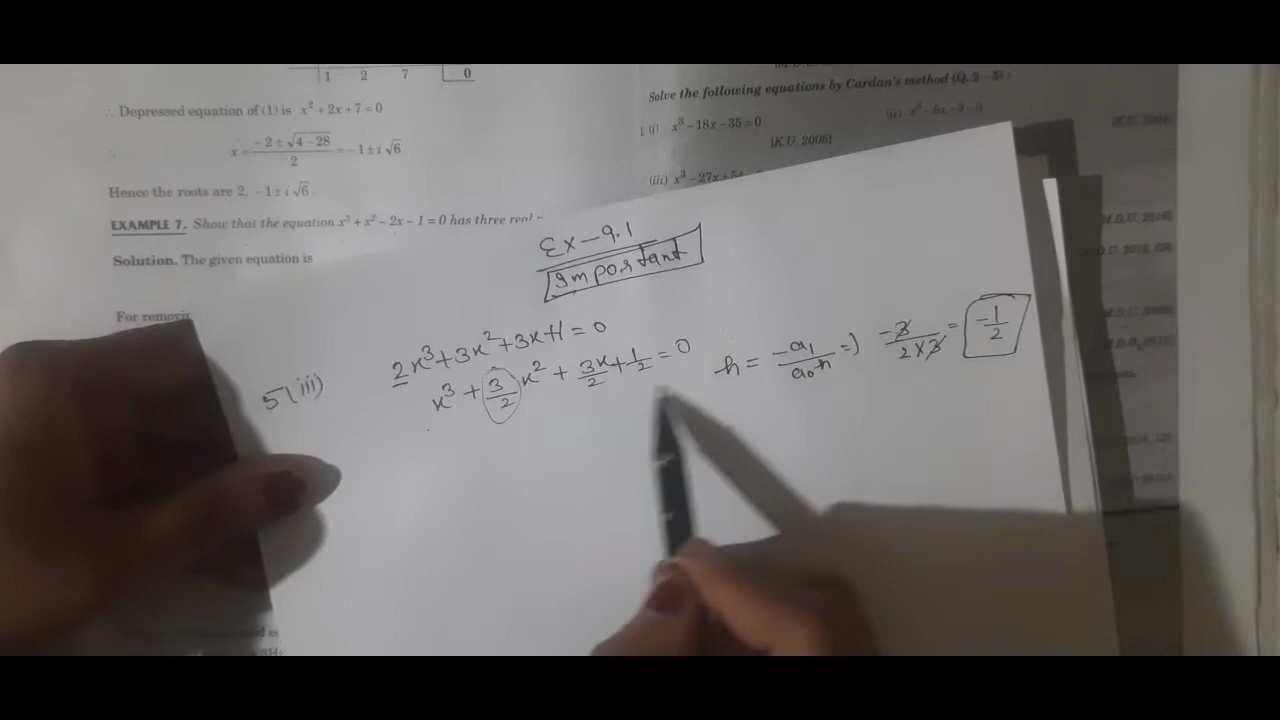 1 2 7 0
∴ Depressed equation of (1) is x² + 2x + 7 = 0
x = (-2 ± √(4-28))/2 = -1 ± i √6
Hence the roots are 2, -1 ± i √6.
EXAMPLE 7. Show that the equation x³ + x² - 2x - 1 = 0 has three real
Solution. The given equation is
For
Solve the following equations by Cardan's method (Q. 2 - 5) :
(i) x³ - 18x - 35 = 0
[K.U. 2006]
(iii) x³ - 27x + 54
Ex - 9.1
Important
5(iii)
2x³ + 3x² + 3x + 1 = 0
x³ + 3/2 x² + 3x/2 + 1/2 = 0
h = -a₁/a₀n => -3/2×3 = -1/2